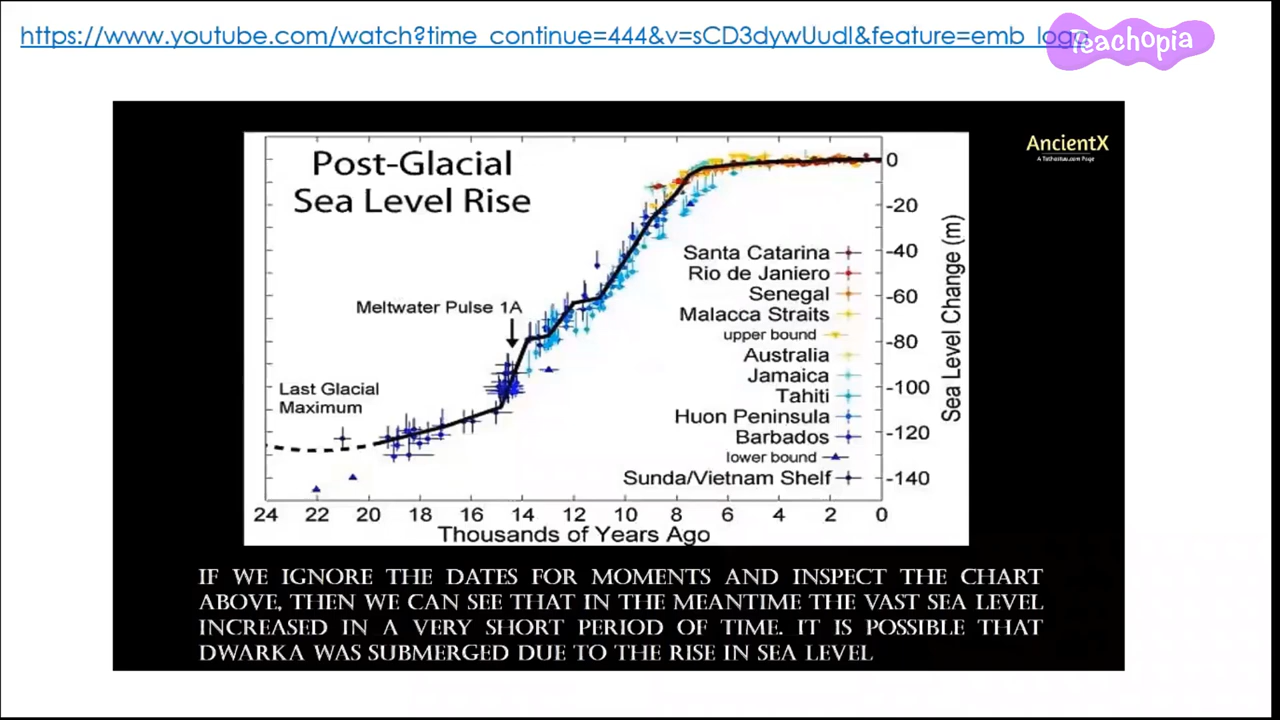 https://www.youtube.com/watch?time_continue=444&v=sCD3dywUudI&feature=emb_logo
Teachopia
AncientX
A Tathastuu.com Page
Post-Glacial
Sea Level Rise
Meltwater Pulse 1A
Last Glacial
Maximum
Santa Catarina
Rio de Janiero
Senegal
Malacca Straits
upper bound
Australia
Jamaica
Tahiti
Huon Peninsula
Barbados
lower bound
Sunda/Vietnam Shelf
0
-20
-40
-60
-80
-100
-120
-140
Sea Level Change (m)
24 22 20 18 16 14 12 10 8 6 4 2 0
Thousands of Years Ago
IF WE IGNORE THE DATES FOR MOMENTS AND INSPECT THE CHART
ABOVE, THEN WE CAN SEE THAT IN THE MEANTIME THE VAST SEA LEVEL
INCREASED IN A VERY SHORT PERIOD OF TIME. IT IS POSSIBLE THAT
DWARKA WAS SUBMERGED DUE TO THE RISE IN SEA LEVEL